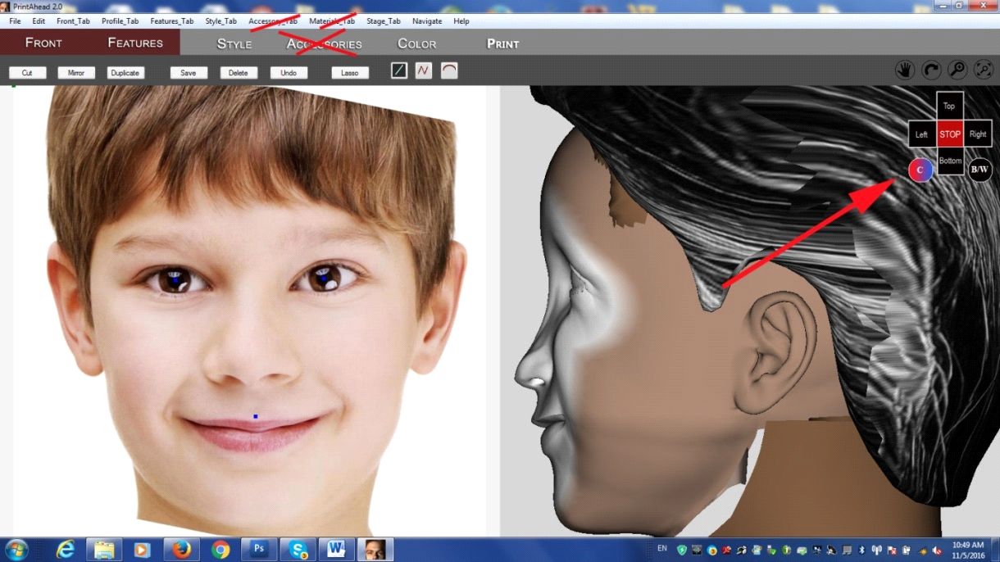 PrintAhead 2.0
File Edit Front_Tab Profile_Tab Features_Tab Style_Tab Accessory_Tab Materials_Tab Stage_Tab Navigate Help
FRONT FEATURES STYLE ACCESSORIES COLOR PRINT
Cut Mirror Duplicate Save Delete Undo Lasso
Top
Left STOP Right
Bottom
C B/W
Ps S W
EN 10:49 AM
11/5/2016